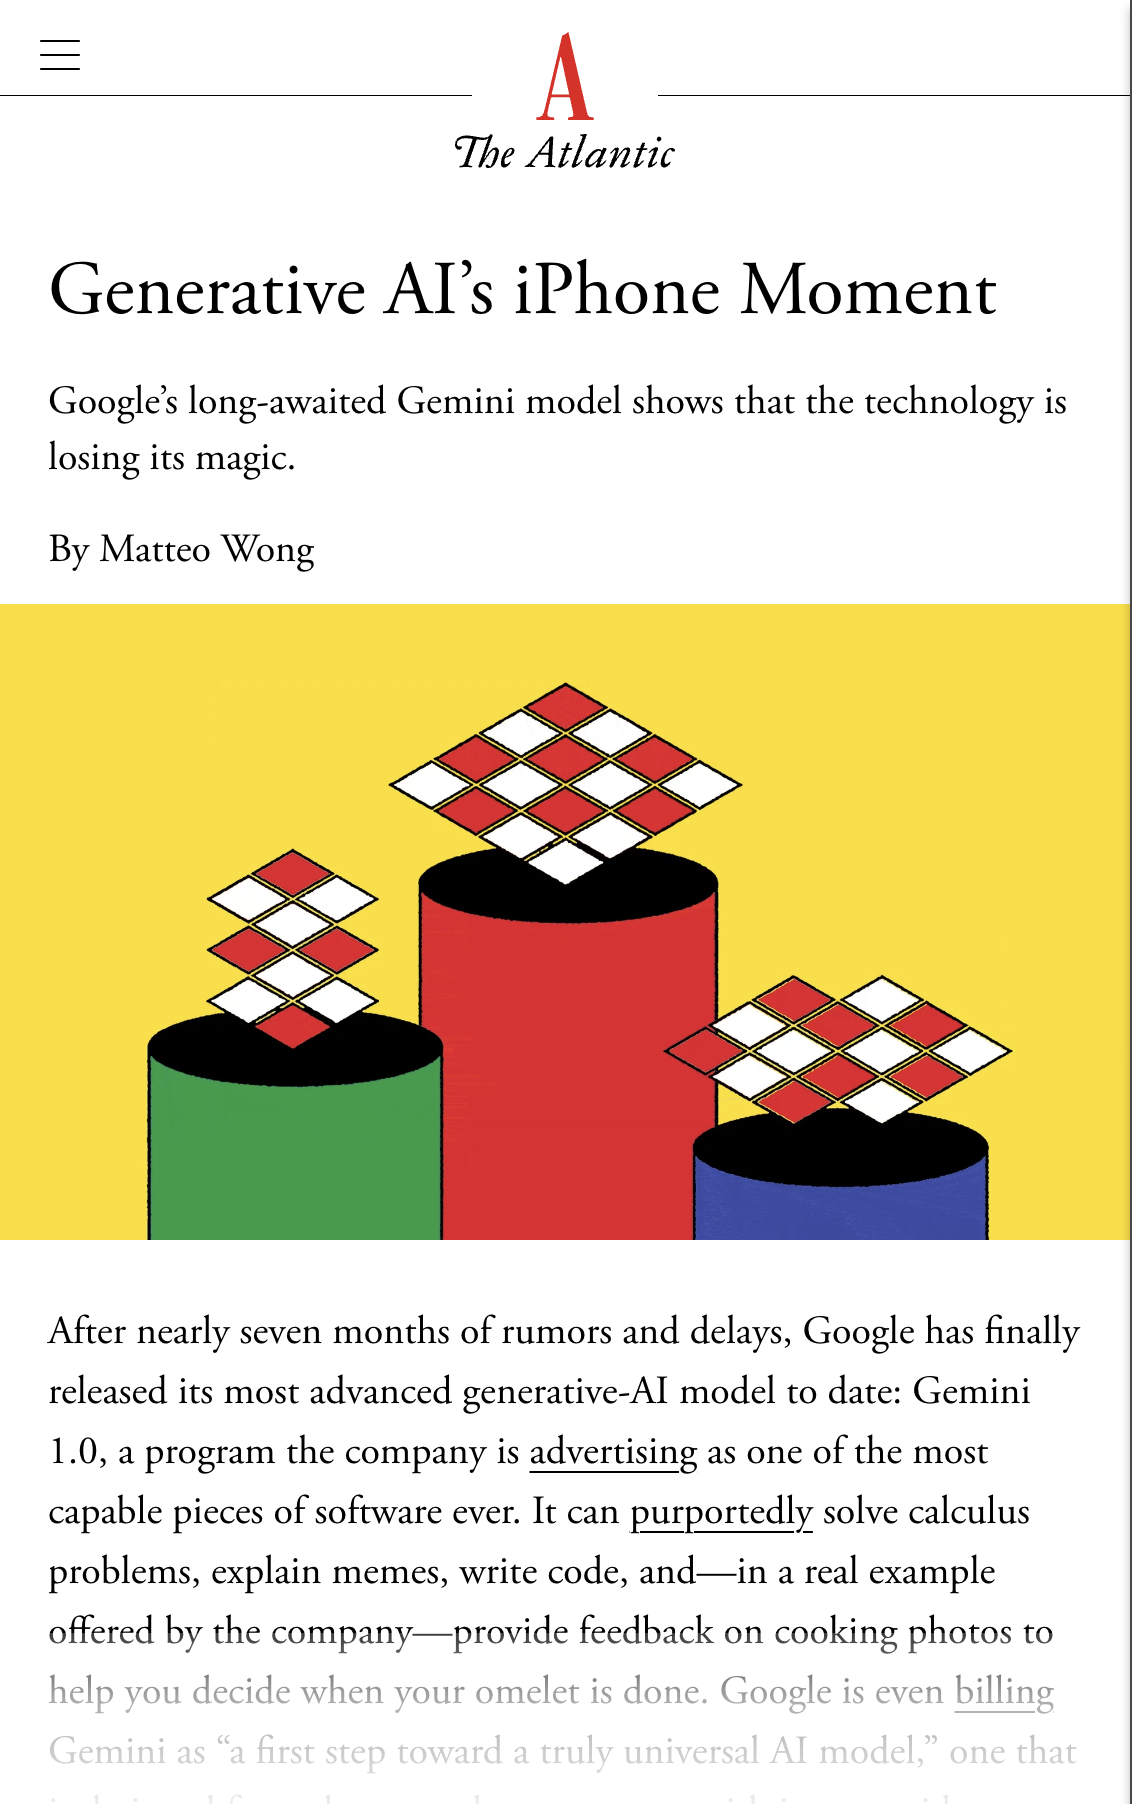 A
The Atlantic
Generative AI’s iPhone Moment
Google’s long-awaited Gemini model shows that the technology is
losing its magic.
By Matteo Wong
After nearly seven months of rumors and delays, Google has finally
released its most advanced generative-AI model to date: Gemini
1.0, a program the company is advertising as one of the most
capable pieces of software ever. It can purportedly solve calculus
problems, explain memes, write code, and—in a real example
offered by the company—provide feedback on cooking photos to
help you decide when your omelet is done. Google is even billing
Gemini as “a first step toward a truly universal AI model,” one that